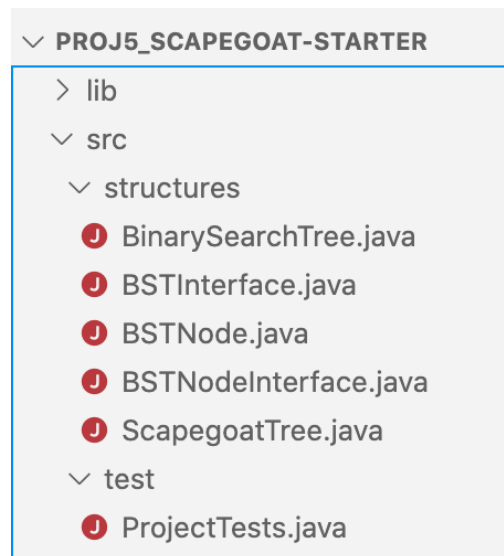 PROJ5_SCAPEGOAT-STARTER
lib
src
structures
J BinarySearchTree.java
J BSTInterface.java
J BSTNode.java
J BSTNodeInterface.java
J ScapegoatTree.java
test
J ProjectTests.java